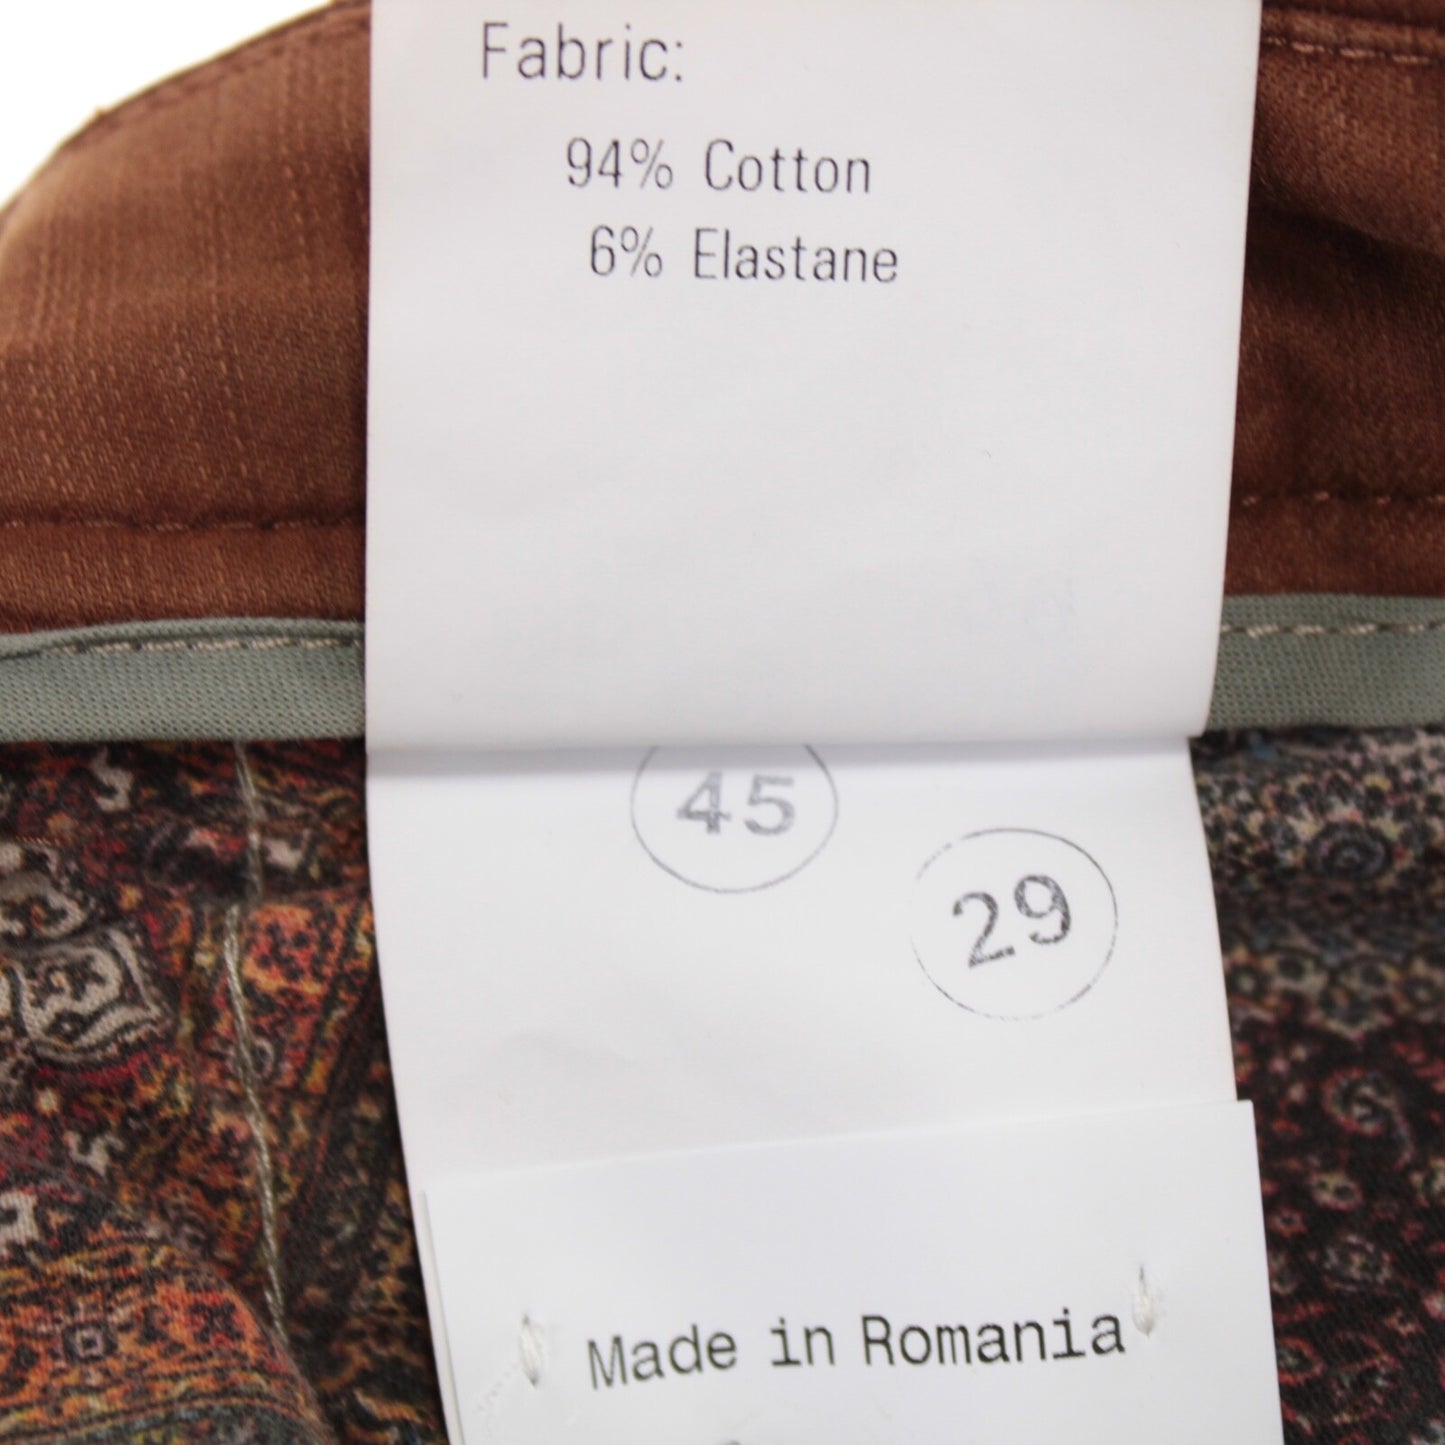 Fabric:
94% Cotton
6% Elastane
45
29
Made in Romania